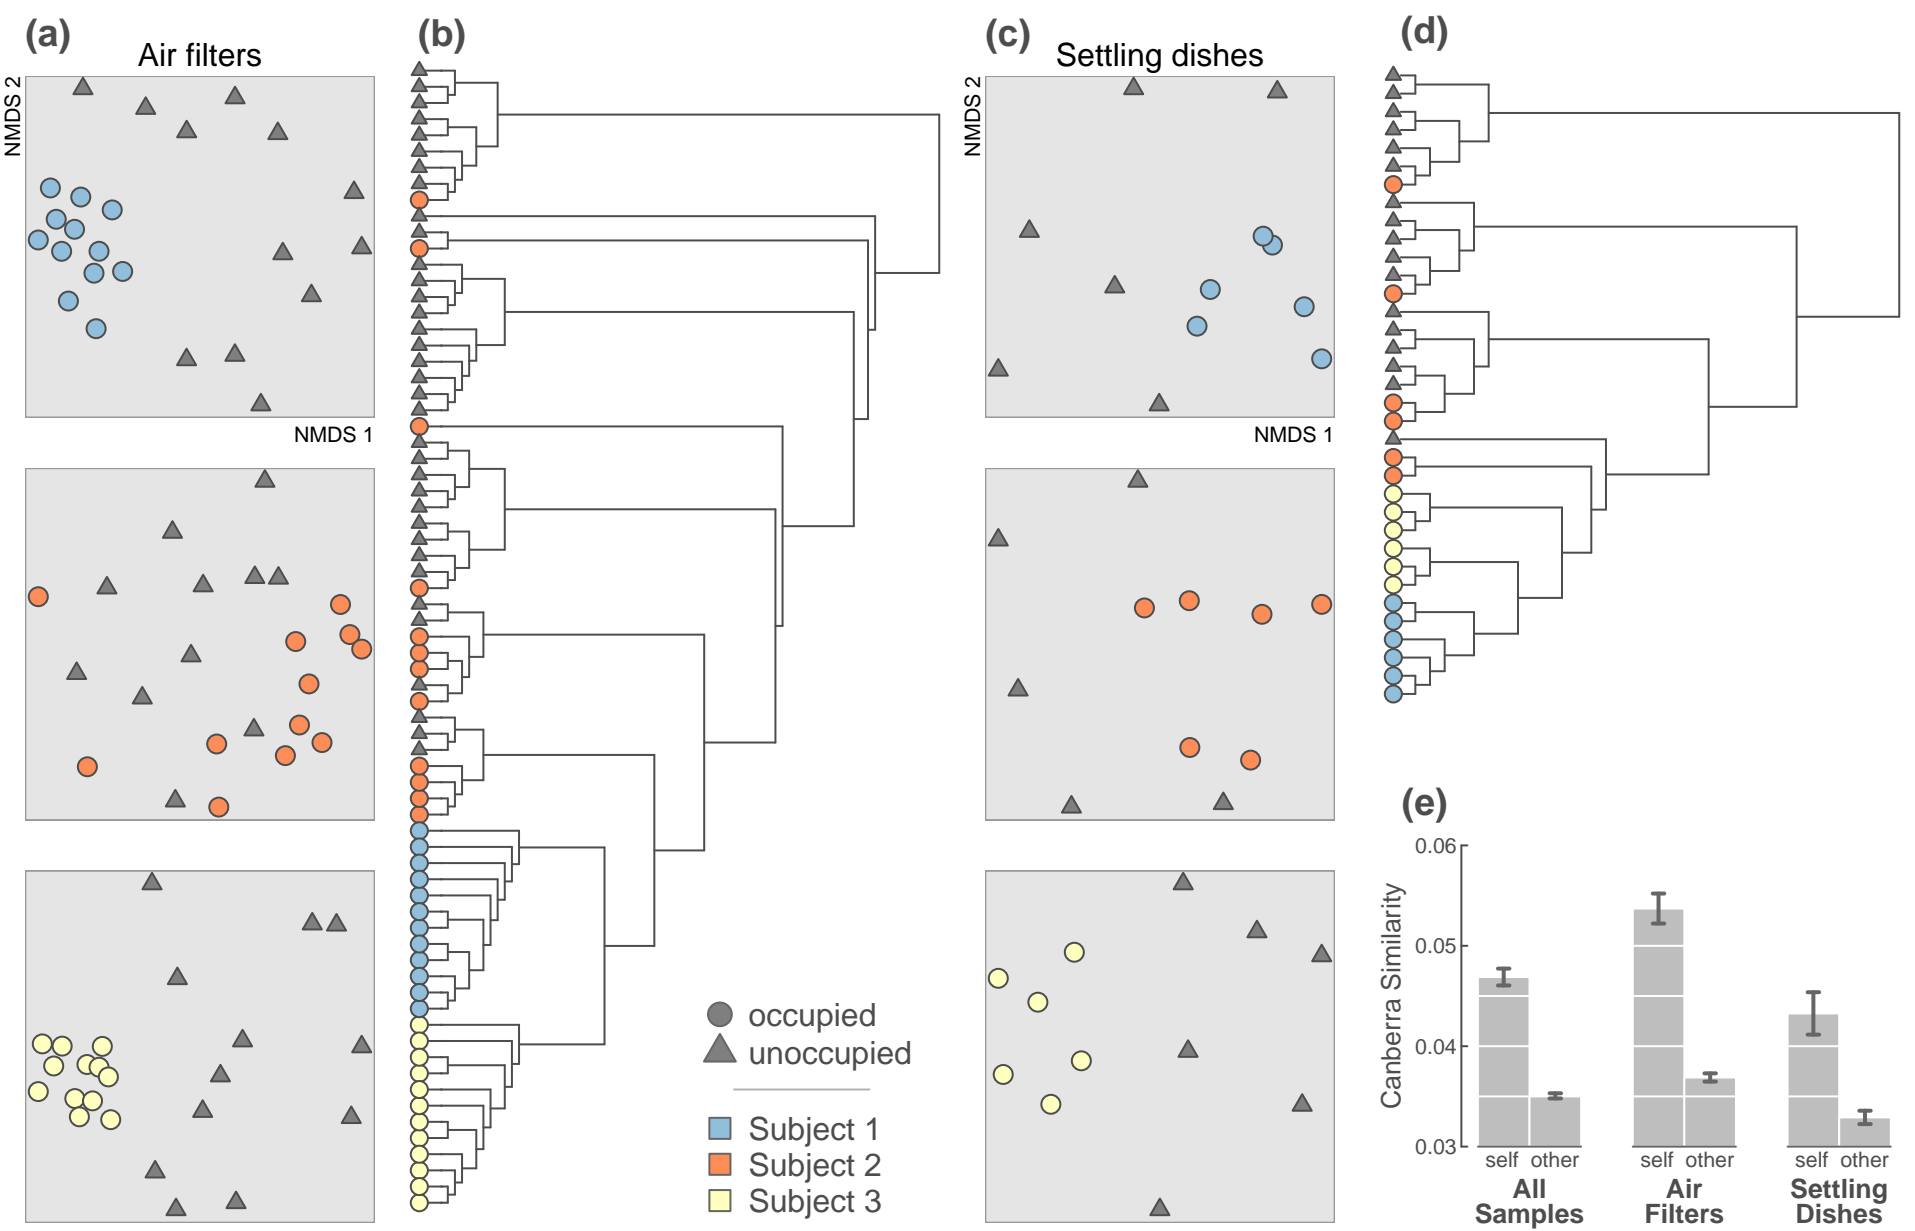 (a)
Air filters
NMDS 2
NMDS 1
(b)
occupied
unoccupied
Subject 1
Subject 2
Subject 3
(c)
Settling dishes
NMDS 2
NMDS 1
(d)
(e)
Canberra Similarity
0.06
0.05
0.04
0.03
self other
self other
self other
All
Samples
Air
Filters
Settling
Dishes